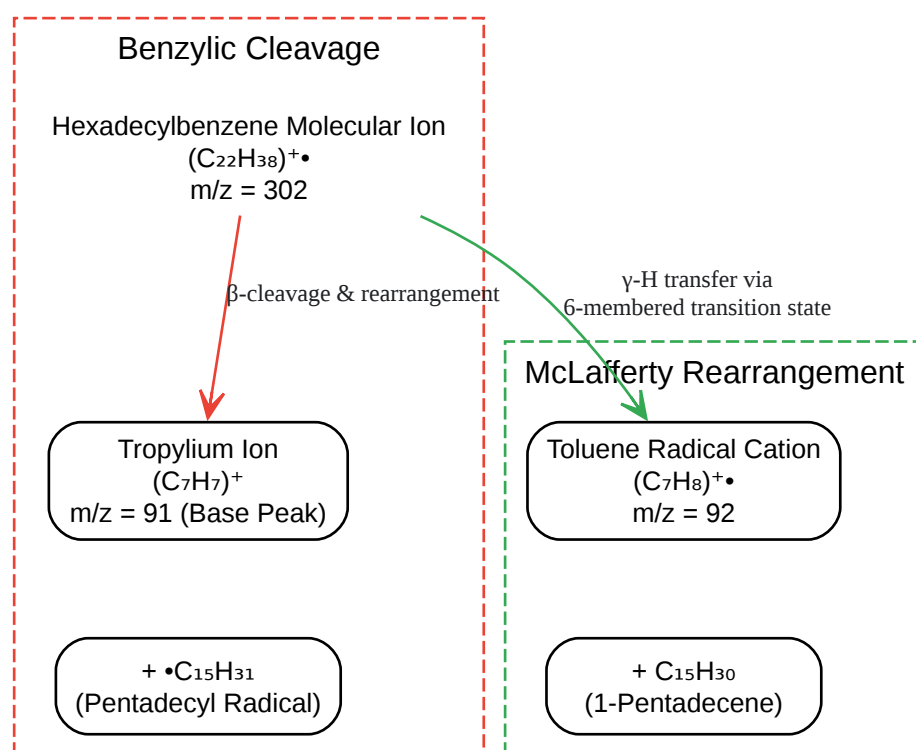 Benzylic Cleavage
Hexadecylbenzene Molecular Ion
(C₂₂H₃₈)⁺•
m/z = 302
β-cleavage & rearrangement
γ-H transfer via
6-membered transition state
McLafferty Rearrangement
Tropylium Ion
(C₇H₇)⁺
m/z = 91 (Base Peak)
Toluene Radical Cation
(C₇H₈)⁺•
m/z = 92
+ •C₁₅H₃₁
(Pentadecyl Radical)
+ C₁₅H₃₀
(1-Pentadecene)